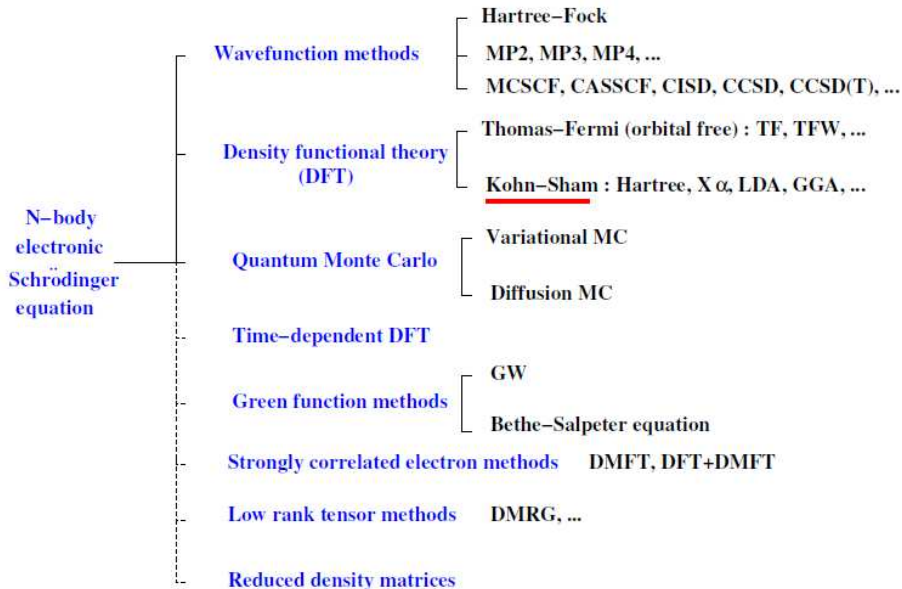 Hartree−Fock
Wavefunction methods
MP2, MP3, MP4, ...
MCSCF, CASSCF, CISD, CCSD, CCSD(T), ...
Thomas−Fermi (orbital free) : TF, TFW, ...
Density functional theory
(DFT)
Kohn−Sham : Hartree, X α, LDA, GGA, ...
N−body
electronic
Schrödinger
equation
Variational MC
Quantum Monte Carlo
Diffusion MC
Time−dependent DFT
GW
Green function methods
Bethe−Salpeter equation
Strongly correlated electron methods DMFT, DFT+DMFT
Low rank tensor methods DMRG, ...
Reduced density matrices